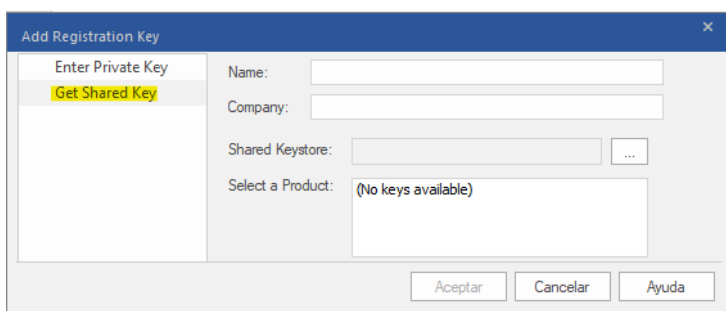 Add Registration Key
Enter Private Key
Get Shared Key
Name:
Company:
Shared Keystore:
...
Select a Product:
(No keys available)
Aceptar
Cancelar
Ayuda